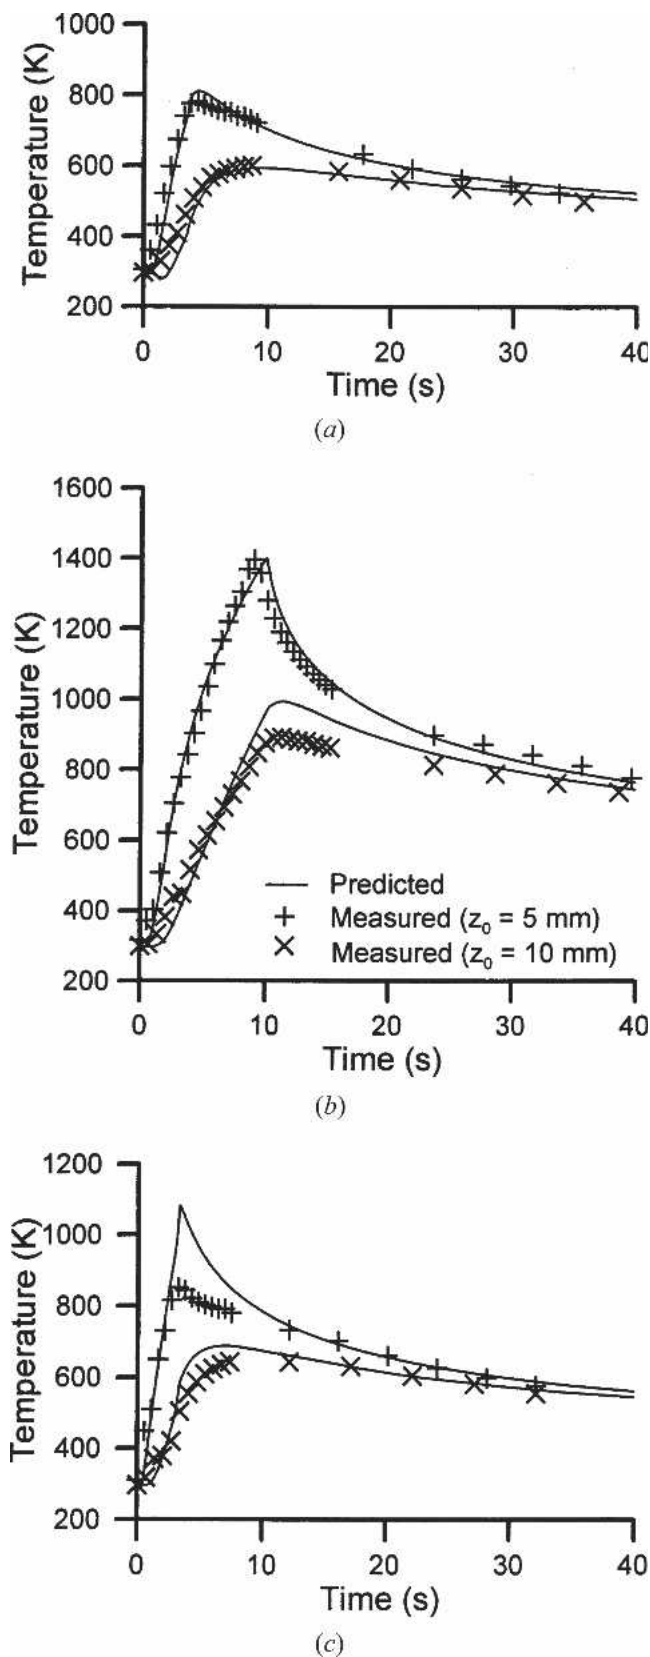 1000
800
600
400
200
Temperature (K)
0 10 20 30 40
Time (s)
(a)
1600
1400
1200
1000
800
600
400
200
Temperature (K)
Predicted
Measured (z₀ = 5 mm)
Measured (z₀ = 10 mm)
0 10 20 30 40
Time (s)
(b)
1200
1000
800
600
400
200
Temperature (K)
0 10 20 30 40
Time (s)
(c)